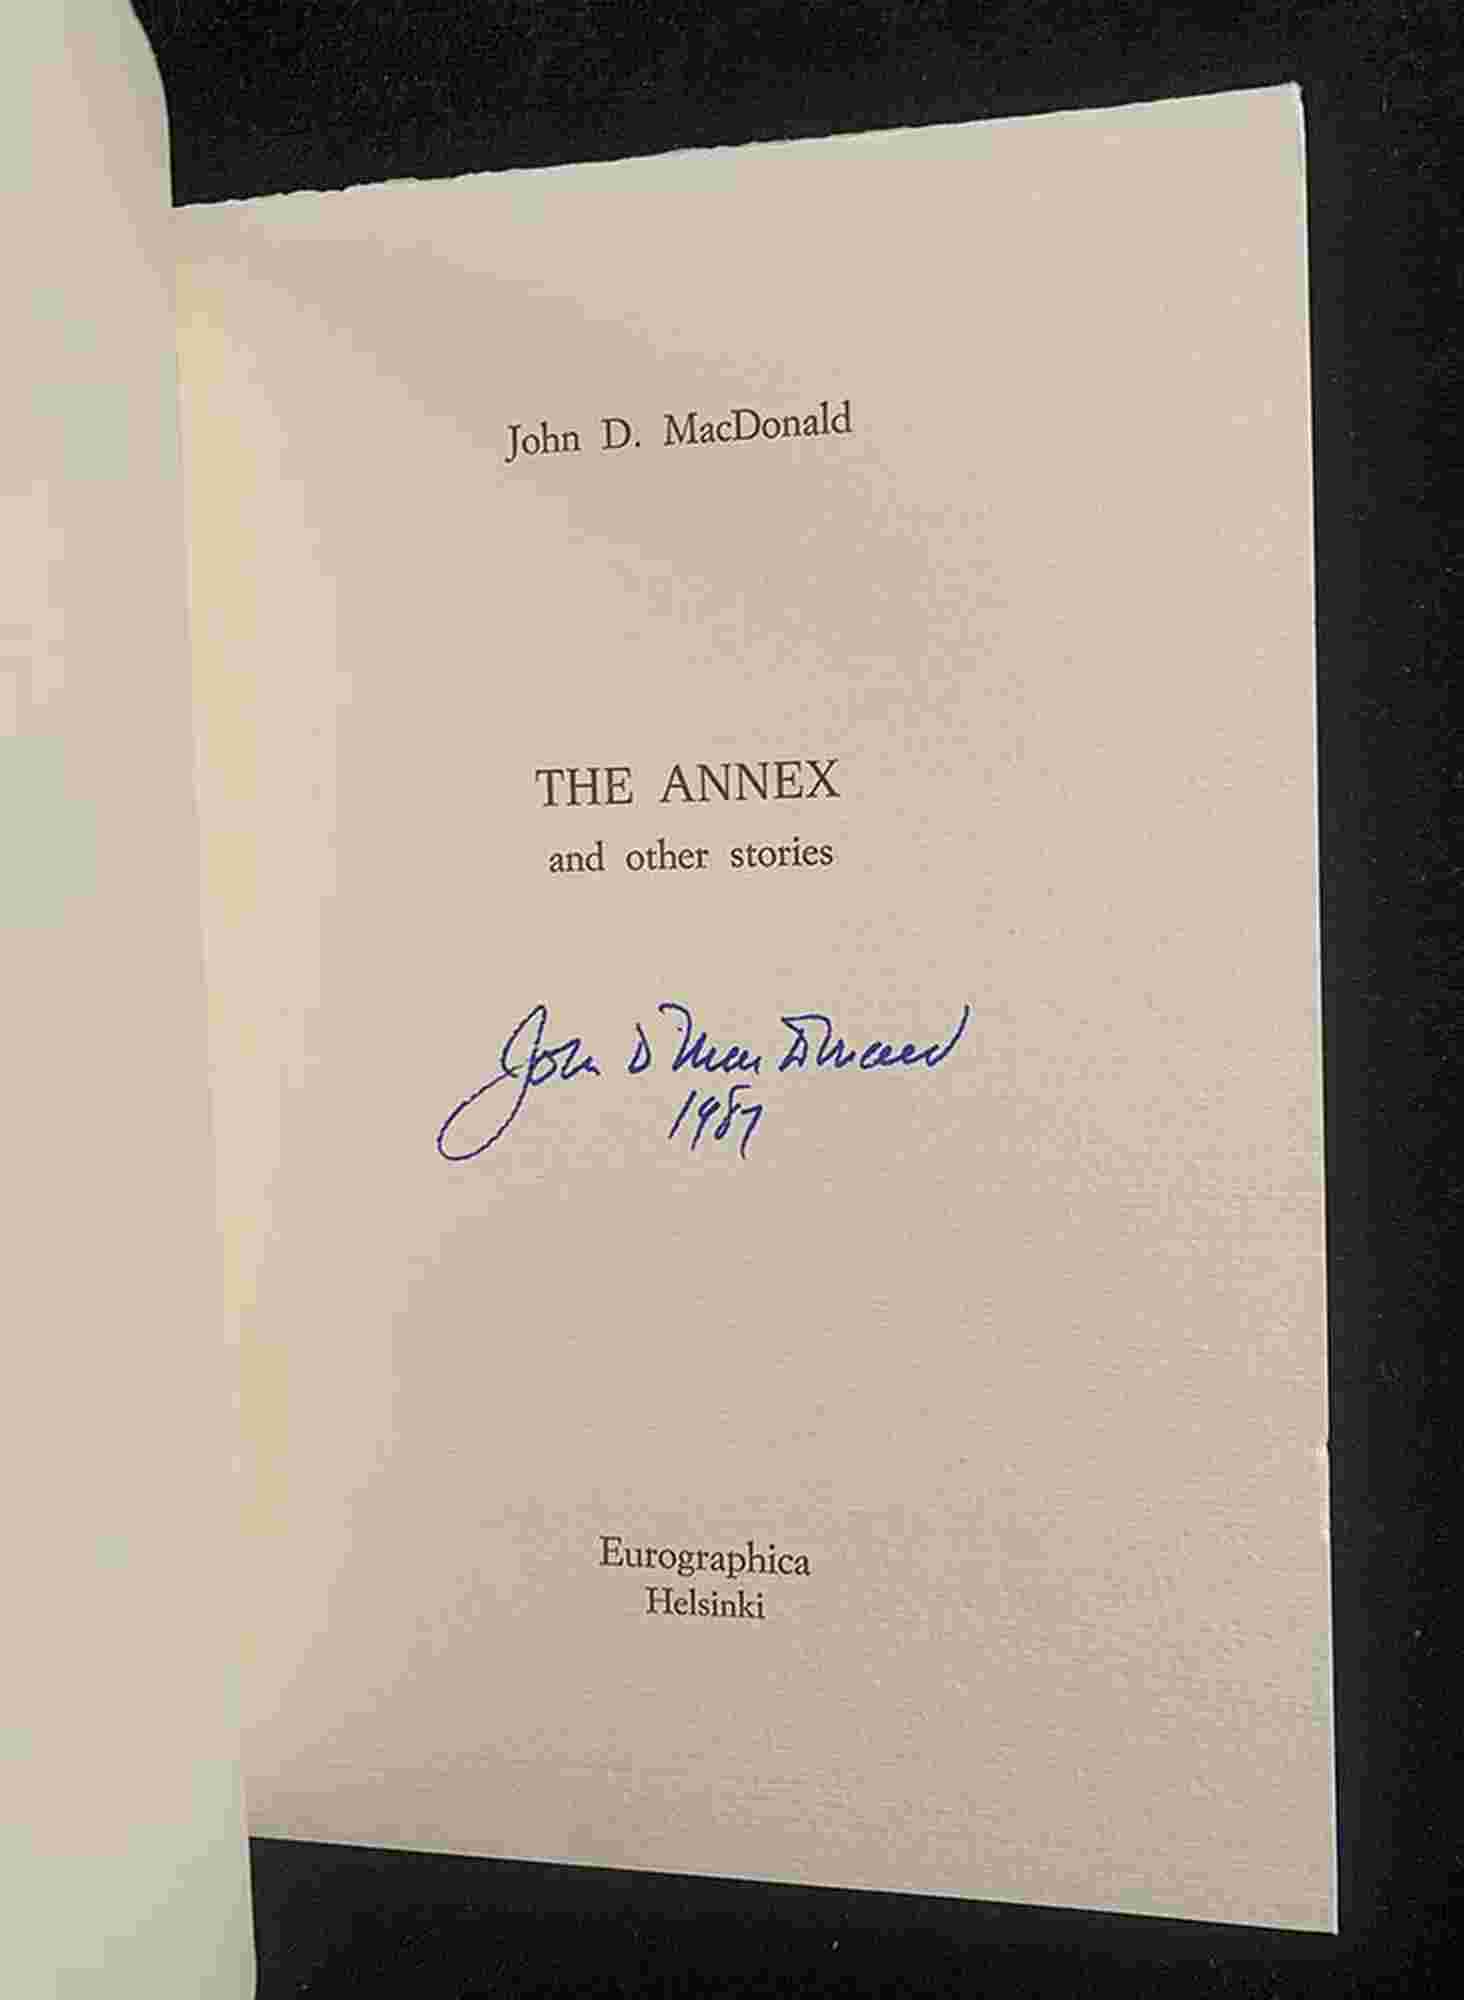 John D. MacDonald
THE ANNEX
and other stories
John D MacDonald
1987
Eurographica
Helsinki